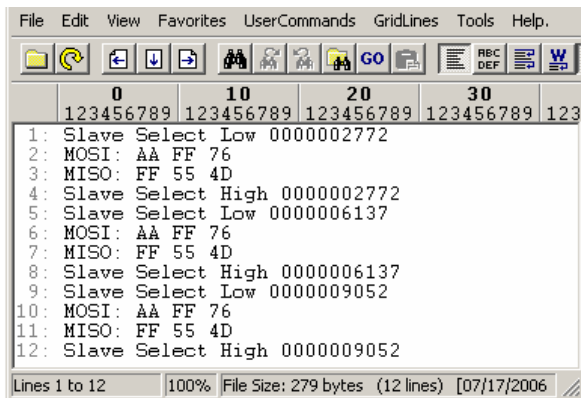 File Edit View Favorites UserCommands GridLines Tools Help.
GO ABC DEF W
0 10 20 30
123456789 123456789 123456789 123456789 123
1: Slave Select Low 0000002772
2: MOSI: AA FF 76
3: MISO: FF 55 4D
4: Slave Select High 0000002772
5: Slave Select Low 0000006137
6: MOSI: AA FF 76
7: MISO: FF 55 4D
8: Slave Select High 0000006137
9: Slave Select Low 0000009052
10: MOSI: AA FF 76
11: MISO: FF 55 4D
12: Slave Select High 0000009052
Lines 1 to 12 100% File Size: 279 bytes (12 lines) [07/17/2006